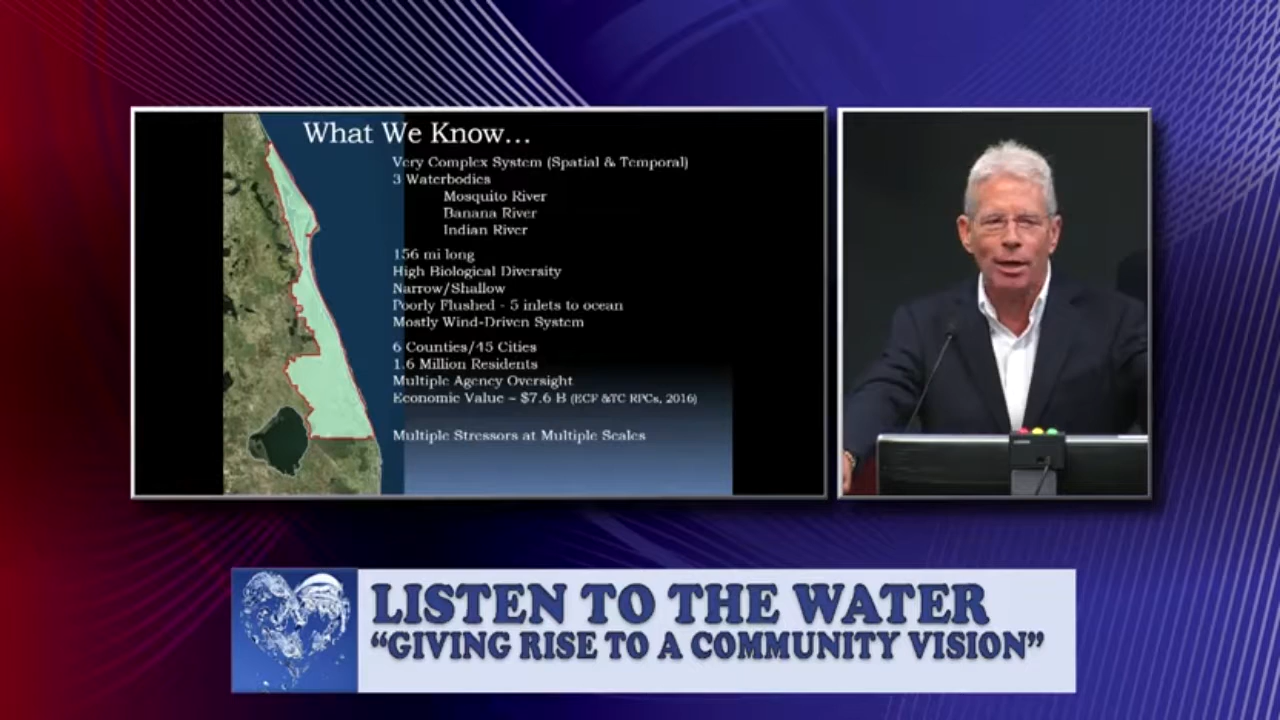 What We Know...
Very Complex System (Spatial & Temporal)
3 Waterbodies
Mosquito River
Banana River
Indian River
156 mi long
High Biological Diversity
Narrow/Shallow
Poorly Flushed - 5 inlets to ocean
Mostly Wind-Driven System
6 Counties/45 Cities
1.6 Million Residents
Multiple Agency Oversight
Economic Value ~ $7.6 B (ECF &TC RPCs, 2016)
Multiple Stressors at Multiple Scales
LISTEN TO THE WATER
“GIVING RISE TO A COMMUNITY VISION”